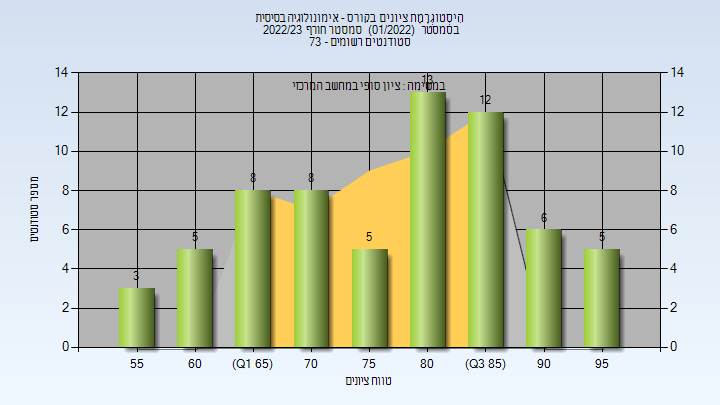 היסטוגרמת ציונים בקורס - אימונולוגיה בסיסית
בסמסטר (01/2022) סמסטר חורף 2022/23
סטודנטים רשומים - 73
במשימה : ציון סופי במחשב המרכזי
מספר סטודנטים
14 14
12 12
10 10
8 8
6 6
4 4
2 2
0 0
3 5 8 8 5 13 12 6 5
55 60 (Q1 65) 70 75 80 (Q3 85) 90 95
טווח ציונים